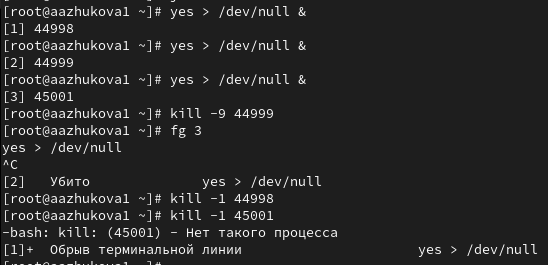 [root@aazhukova1 ~]# yes > /dev/null &
[1] 44998
[root@aazhukova1 ~]# yes > /dev/null &
[2] 44999
[root@aazhukova1 ~]# yes > /dev/null &
[3] 45001
[root@aazhukova1 ~]# kill -9 44999
[root@aazhukova1 ~]# fg 3
yes > /dev/null
^C
[2]   Убито              yes > /dev/null
[root@aazhukova1 ~]# kill -1 44998
[root@aazhukova1 ~]# kill -1 45001
-bash: kill: (45001) - Нет такого процесса
[1]+  Обрыв терминальной линии                    yes > /dev/null
[root@aazhukova1 ~]#